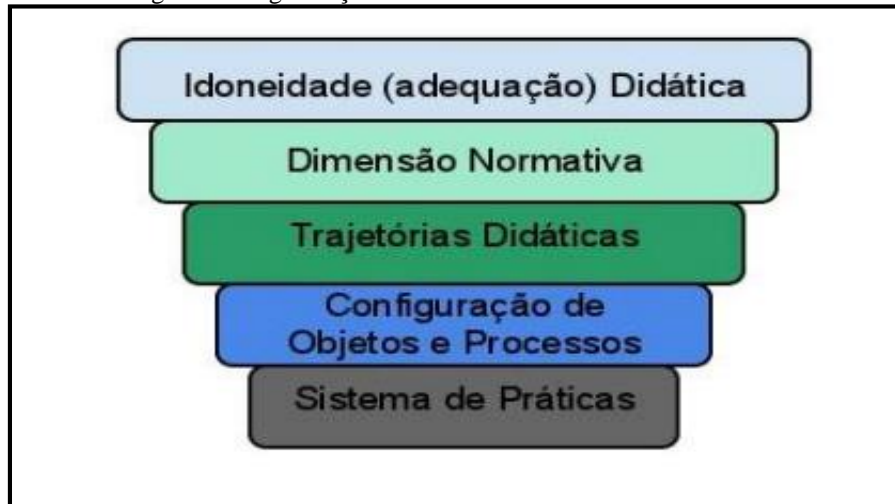 Idoneidade (adequação) Didática
Dimensão Normativa
Trajetórias Didáticas
Configuração de
Objetos e Processos
Sistema de Práticas